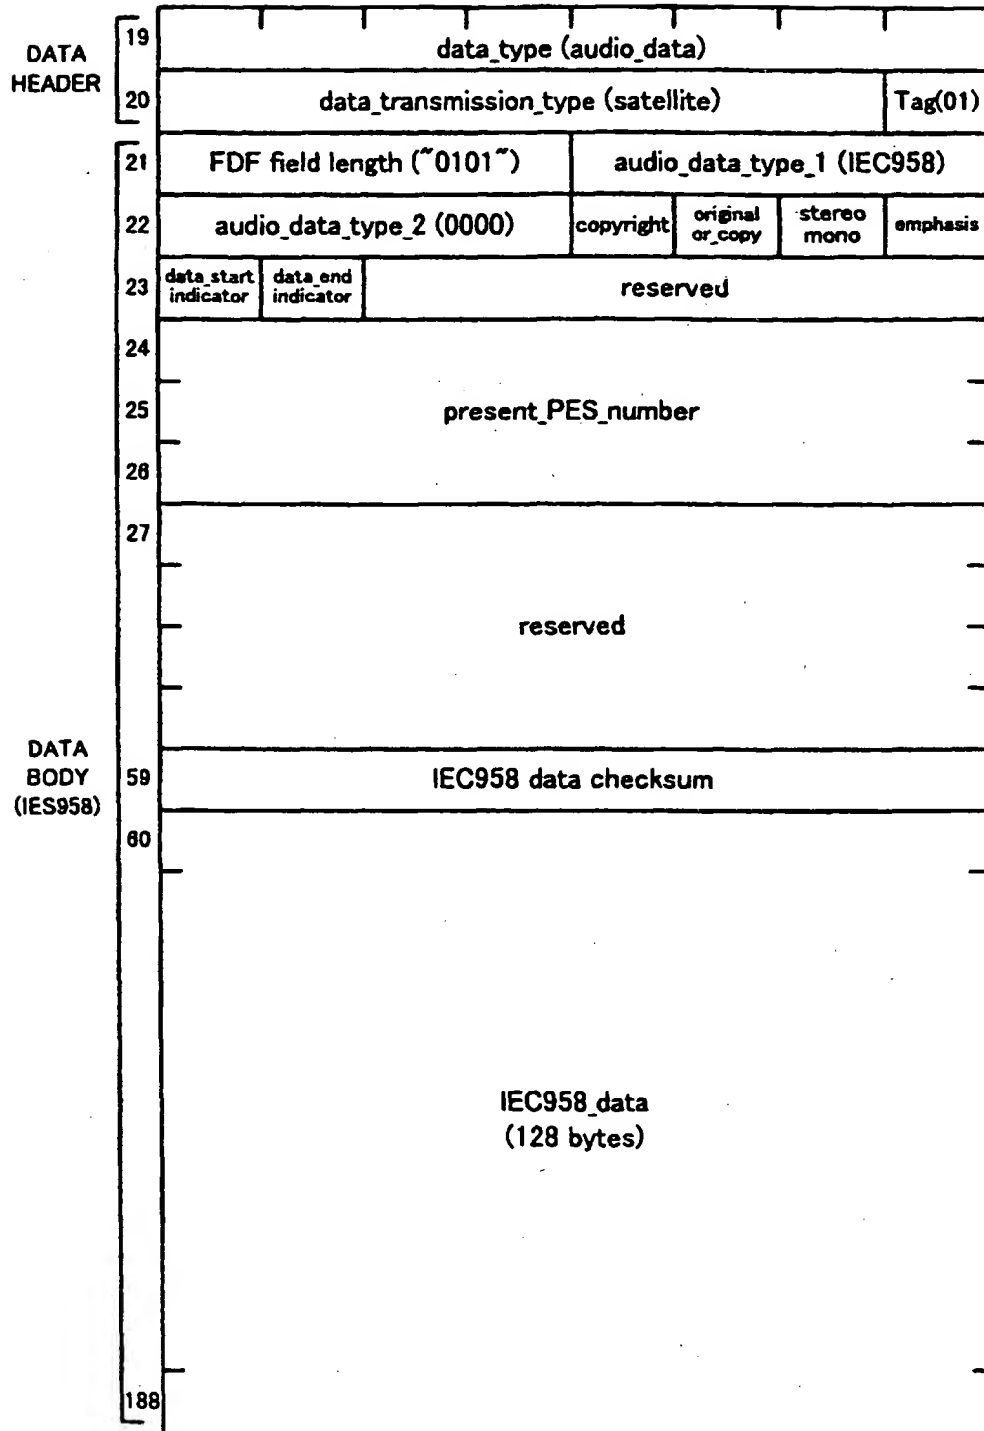 DATA
HEADER
19
data_type (audio_data)
20
data_transmission_type (satellite)
Tag(01)
21
FDF field length (˝0101˝)
audio_data_type_1 (IEC958)
22
audio_data_type_2 (0000)
copyright
original
or_copy
stereo
mono
emphasis
23
data_start
indicator
data_end
indicator
reserved
24
25
present_PES_number
26
27
reserved
DATA
BODY
(IES958)
59
IEC958 data checksum
60
IEC958_data
(128 bytes)
188